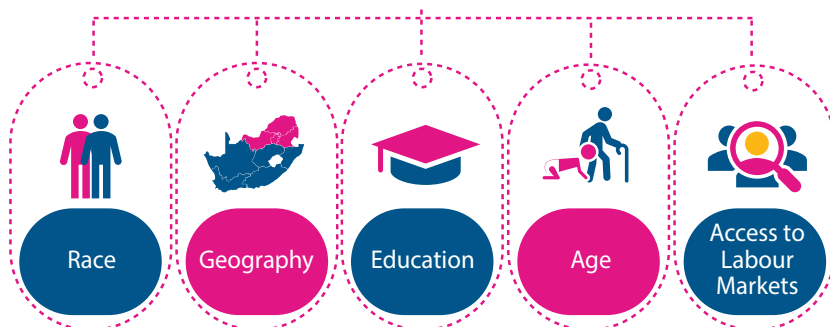 Race
Geography
Education
Age
Access to
Labour
Markets